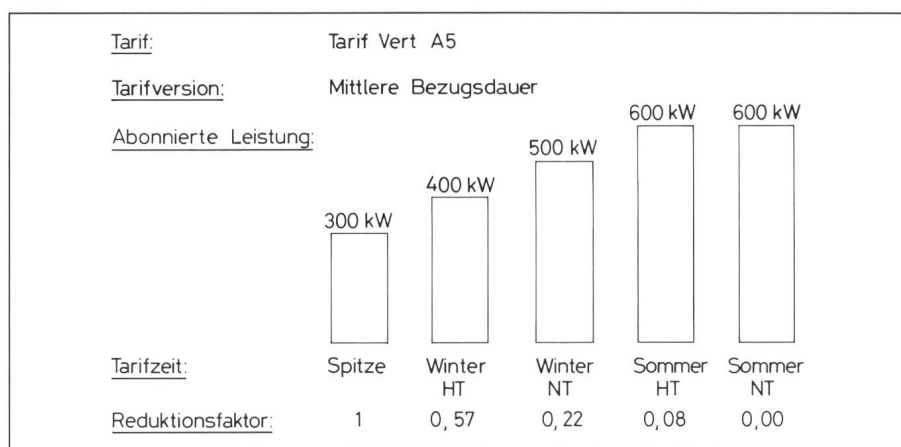 Tarif: Tarif Vert A5
Tarifversion: Mittlere Bezugsdauer
Abonnierte Leistung:
300 kW
400 kW
500 kW
600 kW
600 kW
Tarifzeit: Spitze Winter Winter Sommer Sommer
HT NT HT NT
Reduktionsfaktor: 1 0,57 0,22 0,08 0,00